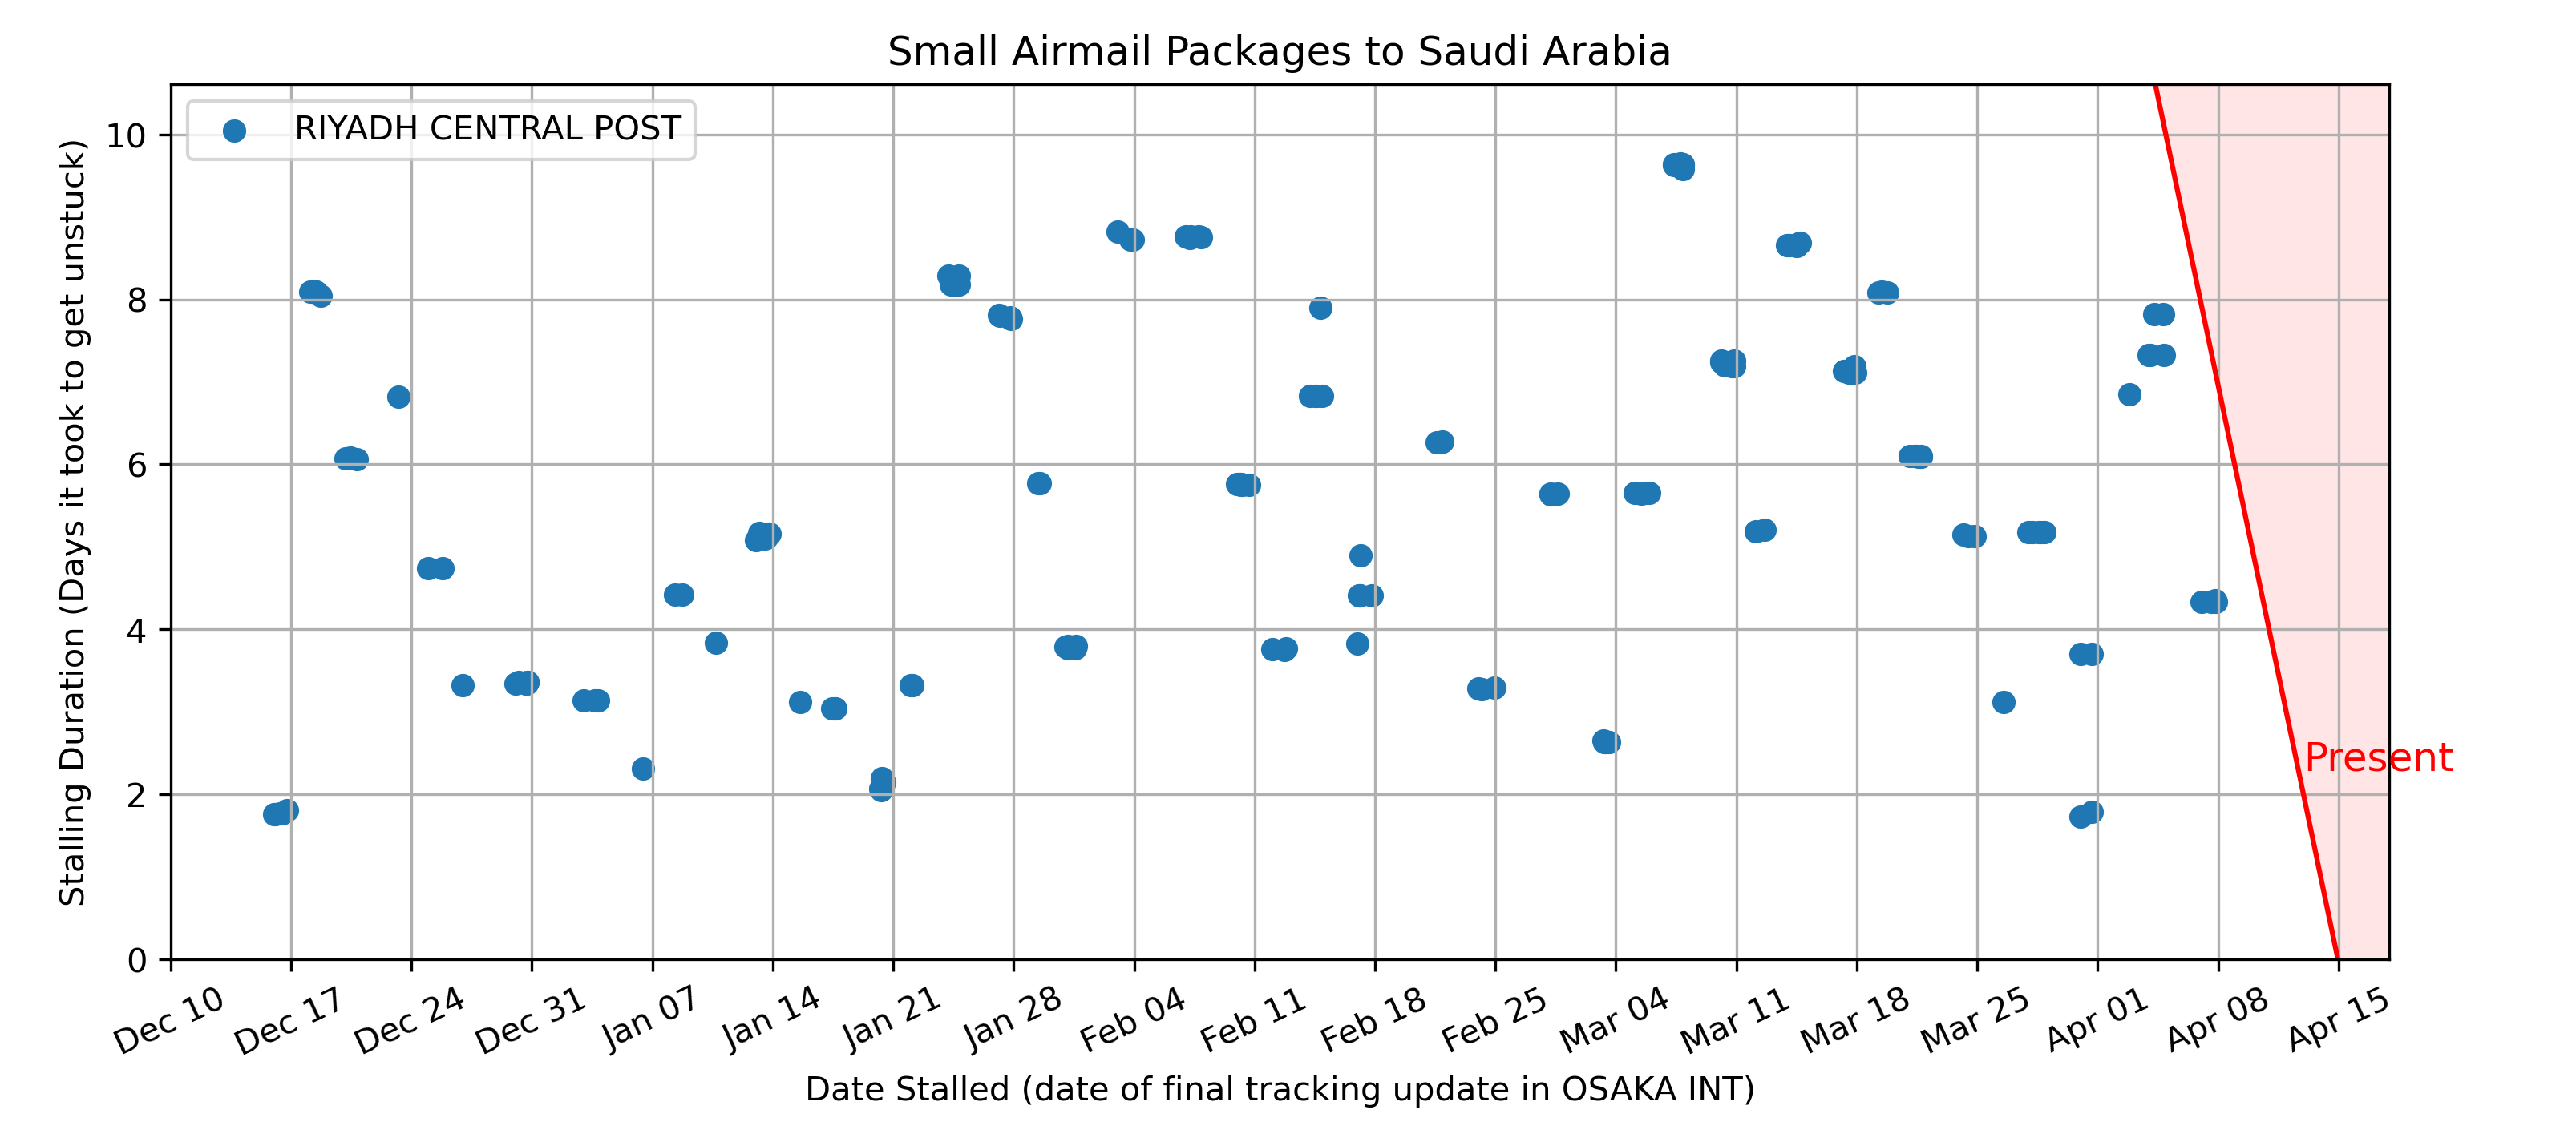 Small Airmail Packages to Saudi Arabia
RIYADH CENTRAL POST
Stalling Duration (Days it took to get unstuck)
10
8
6
4
2
0
Present
Dec 10
Dec 17
Dec 24
Dec 31
Jan 07
Jan 14
Jan 21
Jan 28
Feb 04
Feb 11
Feb 18
Feb 25
Mar 04
Mar 11
Mar 18
Mar 25
Apr 01
Apr 08
Apr 15
Date Stalled (date of final tracking update in OSAKA INT)